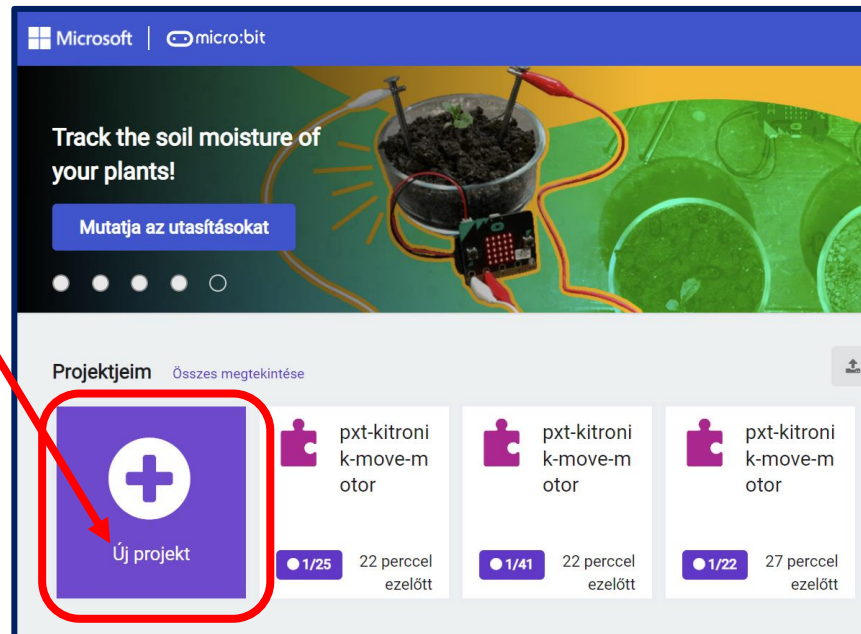 Microsoft
micro:bit
Track the soil moisture of
your plants!
Mutatja az utasításokat
Projektjeim Összes megtekintése
Új projekt
pxt-kitroni
k-move-m
otor
1/25
22 perccel
ezelőtt
pxt-kitroni
k-move-m
otor
1/41
22 perccel
ezelőtt
pxt-kitroni
k-move-m
otor
1/22
27 perccel
ezelőtt